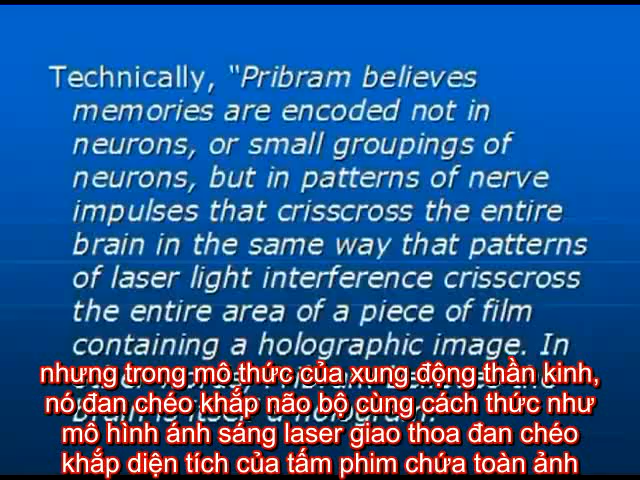 Technically, “Pribram believes
memories are encoded not in
neurons, or small groupings of
neurons, but in patterns of nerve
impulses that crisscross the entire
brain in the same way that patterns
of laser light interference crisscross
the entire area of a piece of film
containing a holographic image. In
nhưng trong mô thức của xung động thần kinh,
nó đan chéo khắp não bộ cùng cách thức như
mô hình ánh sáng laser giao thoa đan chéo
khắp diện tích của tấm phim chứa toàn ảnh